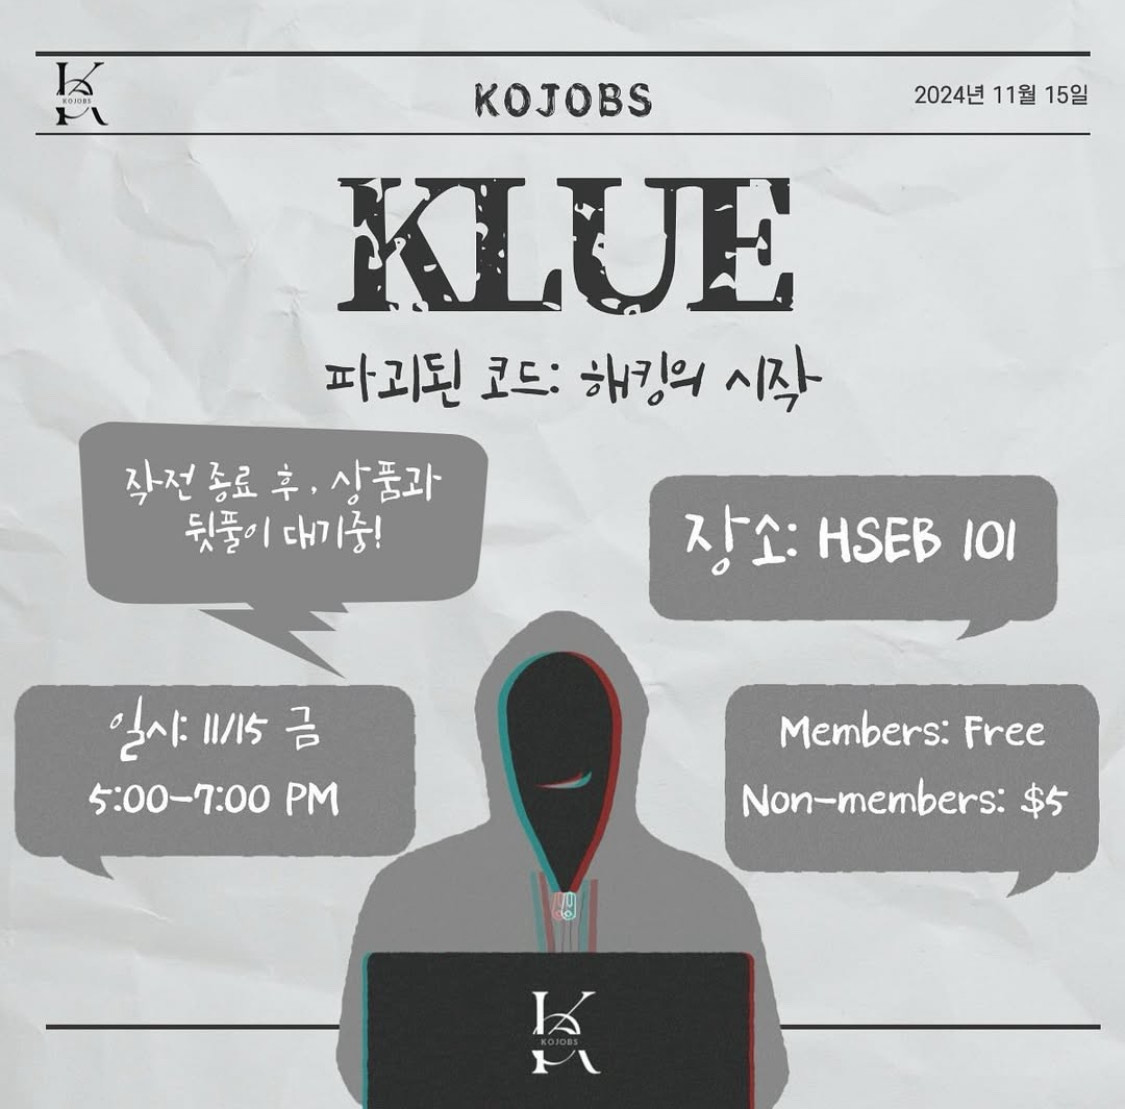 KOJOBS
KOJOBS
2024년 11월 15일
KLUE
파괴된 코드: 해킹의 시작
작전 종료 후, 상품과
뒷풀이 대기중!
장소: HSEB 101
일시: 11/15 금
5:00-7:00 PM
Members: Free
Non-members: $5
KOJOBS